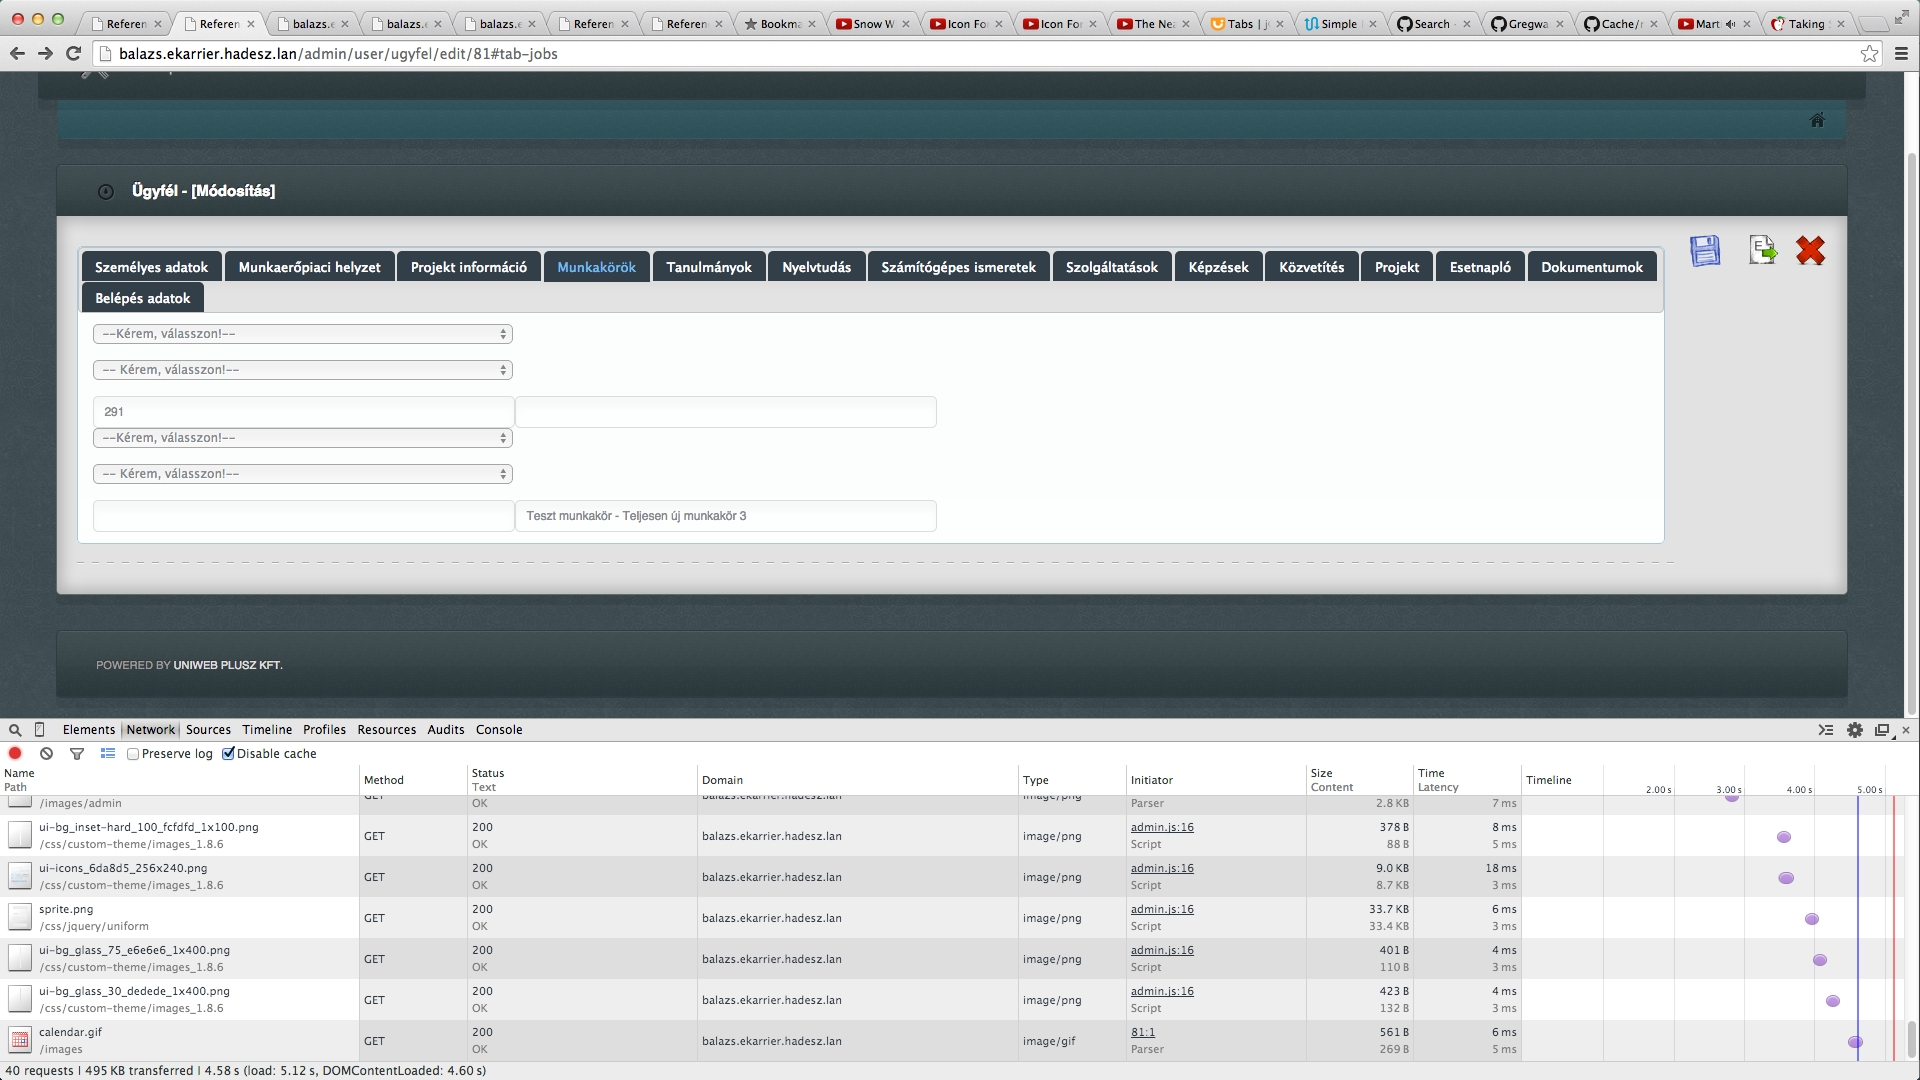 Referen
Referen
balazs.e
balazs.e
balazs.e
Referen
Referen
Bookma
Snow W
Icon Fo
Icon Fo
The Nea
Tabs | j
Simple
Search
Gregwa
Cache/r
Mart
Taking
balazs.ekarrier.hadesz.lan/admin/user/ugyfel/edit/81#tab-jobs
Ügyfél - [Módosítás]
Személyes adatok
Munkaerőpiaci helyzet
Projekt információ
Munkakörök
Tanulmányok
Nyelvtudás
Számítógépes ismeretek
Szolgáltatások
Képzések
Közvetítés
Projekt
Esetnapló
Dokumentumok
Belépés adatok
--Kérem, válasszon!--
-- Kérem, válasszon!--
291
--Kérem, válasszon!--
-- Kérem, válasszon!--
Teszt munkakör - Teljesen új munkakör 3
POWERED BY UNIWEB PLUSZ KFT.
Elements Network Sources Timeline Profiles Resources Audits Console
Preserve log Disable cache
Name Method Status Domain Type Initiator Size Time Timeline
Path Text Content Latency 2.00 s 3.00 s 4.00 s 5.00 s
GET balazs.ekarrier.hadesz.lan image/png
/images/admin OK Parser 2.8 KB 7 ms
ui-bg_inset-hard_100_fcfdfd_1x100.png 200 admin.js:16 378 B 8 ms
GET balazs.ekarrier.hadesz.lan image/png
/css/custom-theme/images_1.8.6 OK Script 88 B 5 ms
ui-icons_6da8d5_256x240.png 200 admin.js:16 9.0 KB 18 ms
GET balazs.ekarrier.hadesz.lan image/png
/css/custom-theme/images_1.8.6 OK Script 8.7 KB 3 ms
sprite.png 200 admin.js:16 33.7 KB 6 ms
GET balazs.ekarrier.hadesz.lan image/png
/css/jquery/uniform OK Script 33.4 KB 3 ms
ui-bg_glass_75_e6e6e6_1x400.png 200 admin.js:16 401 B 4 ms
GET balazs.ekarrier.hadesz.lan image/png
/css/custom-theme/images_1.8.6 OK Script 110 B 3 ms
ui-bg_glass_30_dedede_1x400.png 200 admin.js:16 423 B 4 ms
GET balazs.ekarrier.hadesz.lan image/png
/css/custom-theme/images_1.8.6 OK Script 132 B 3 ms
calendar.gif 200 81:1 561 B 6 ms
GET balazs.ekarrier.hadesz.lan image/gif
/images OK Parser 269 B 5 ms
40 requests | 495 KB transferred | 4.58 s (load: 5.12 s, DOMContentLoaded: 4.60 s)